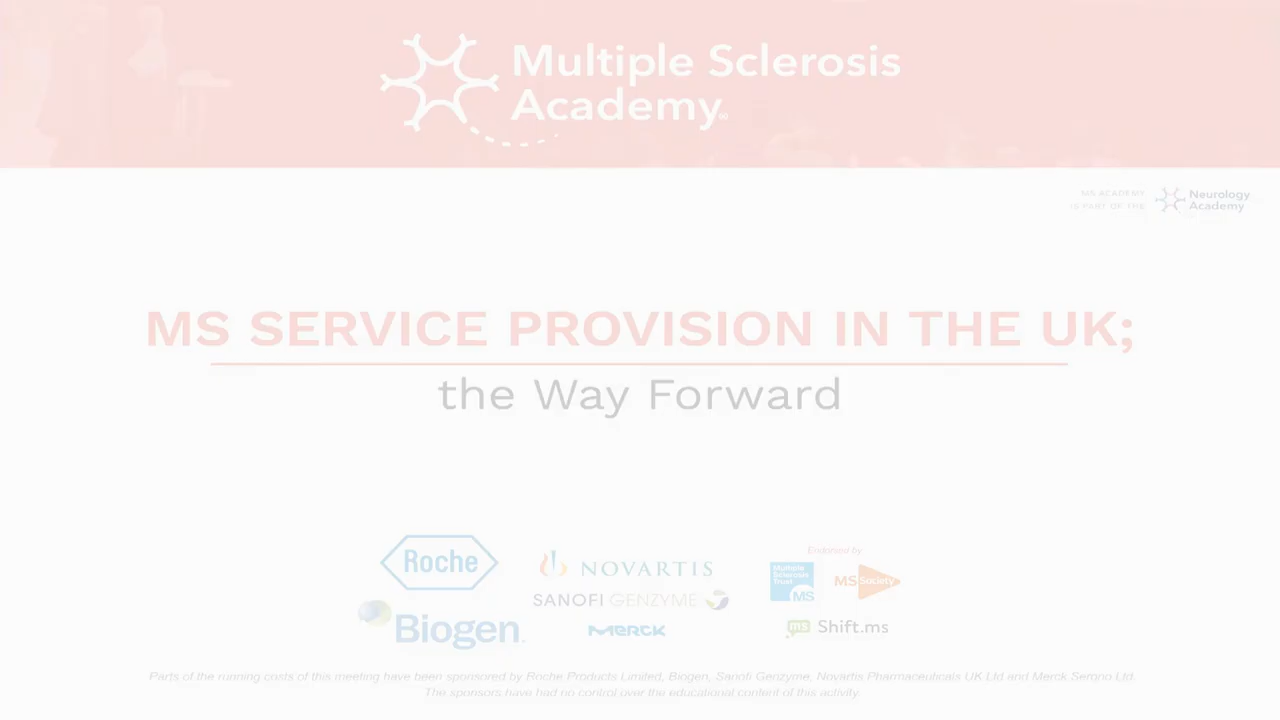 Multiple Sclerosis
Academy®
MS ACADEMY
IS PART OF THE
Neurology
Academy
MS SERVICE PROVISION IN THE UK;
the Way Forward
Roche
NOVARTIS
SANOFI GENZYME
Biogen.
MERCK
Endorsed by
Multiple
Sclerosis
Trust
MS
MS Society
ms Shift.ms
Parts of the running costs of this meeting have been sponsored by Roche Products Limited, Biogen, Sanofi Genzyme, Novartis Pharmaceuticals UK Ltd and Merck Serono Ltd.
The sponsors have had no control over the educational content of this activity.